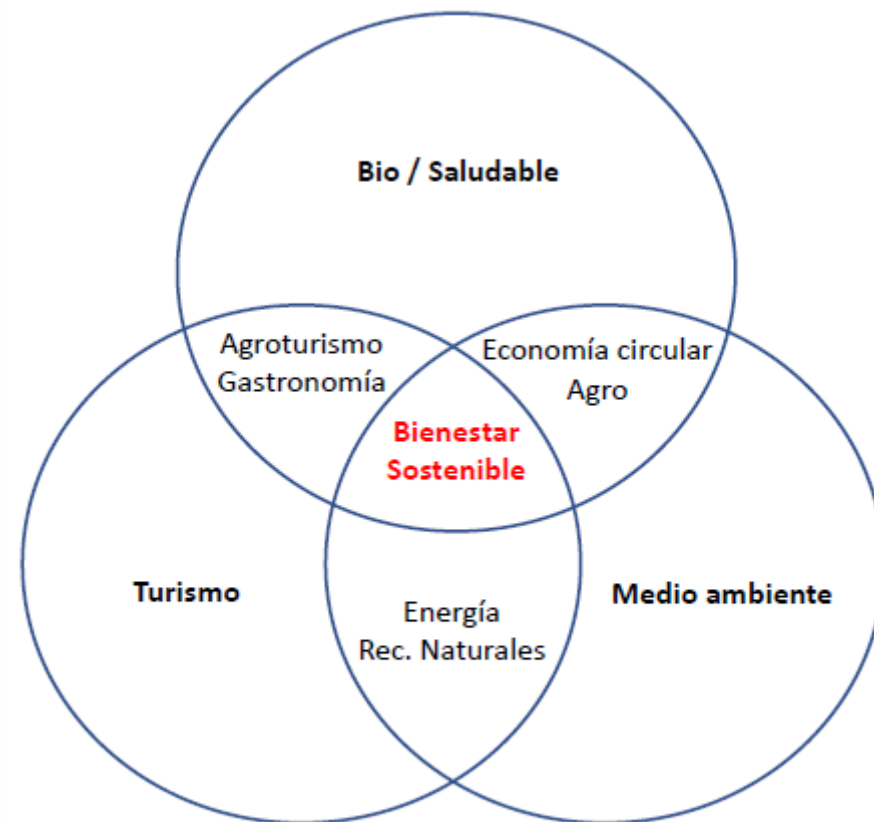 Bio / Saludable
Agroturismo
Gastronomía
Economía circular
Agro
Bienestar
Sostenible
Turismo
Energía
Rec. Naturales
Medio ambiente